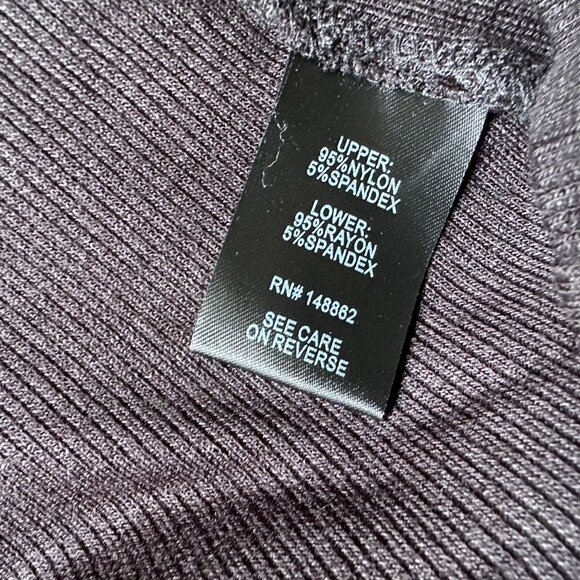 UPPER:
95%NYLON
5%SPANDEX
LOWER:
95%RAYON
5%SPANDEX
RN# 148862
SEE CARE
ON REVERSE